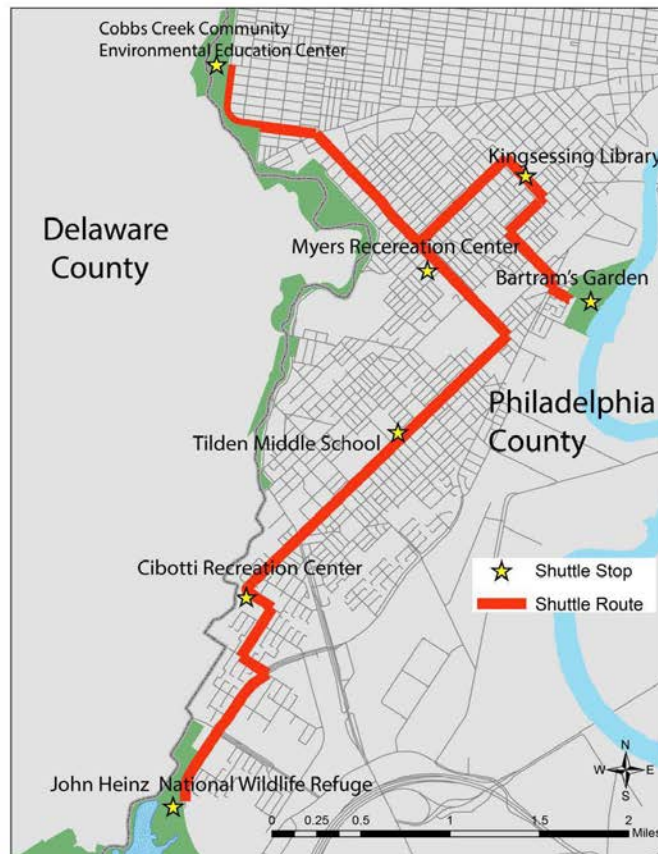 Cobbs Creek Community
Environmental Education Center
Kingsessing Library
Delaware
County
Myers Recereation Center
Bartram's Garden
Philadelphia
County
Tilden Middle School
Cibotti Recreation Center
Shuttle Stop
Shuttle Route
John Heinz National Wildlife Refuge
N
W E
S
0 0.25 0.5 1 1.5 2
Miles